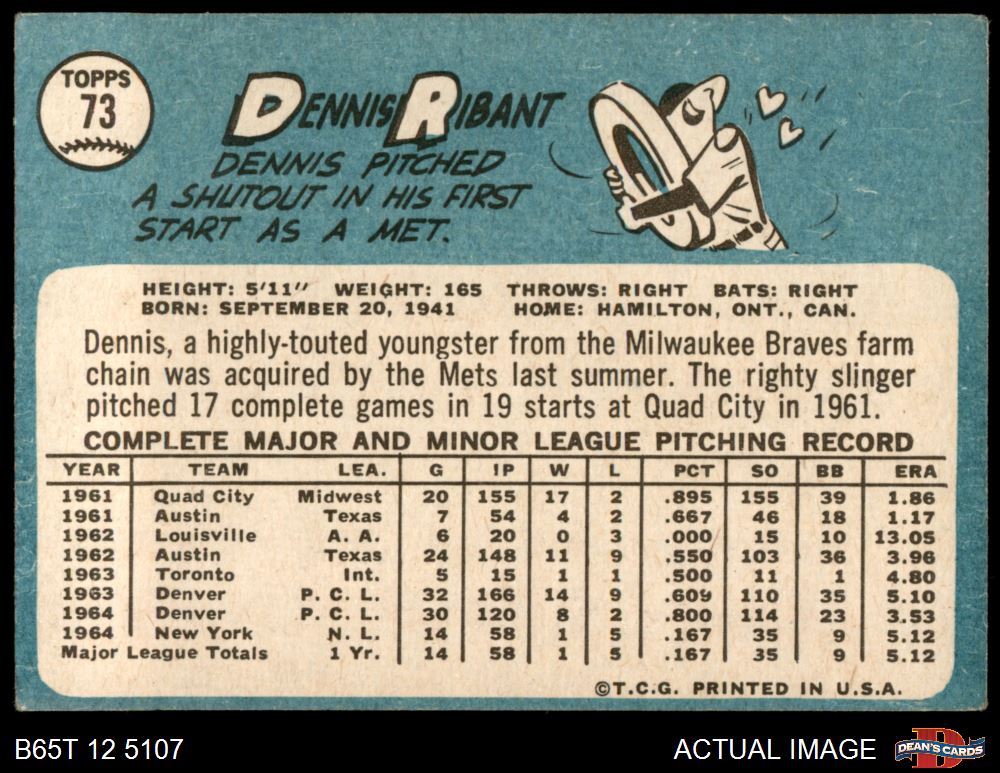 TOPPS
73
DENNIS RIBANT
DENNIS PITCHED
A SHUTOUT IN HIS FIRST
START AS A MET.
HEIGHT: 5'11" WEIGHT: 165 THROWS: RIGHT BATS: RIGHT
BORN: SEPTEMBER 20, 1941 HOME: HAMILTON, ONT., CAN.
Dennis, a highly-touted youngster from the Milwaukee Braves farm
chain was acquired by the Mets last summer. The righty slinger
pitched 17 complete games in 19 starts at Quad City in 1961.
COMPLETE MAJOR AND MINOR LEAGUE PITCHING RECORD
YEAR TEAM LEA. G IP W L PCT SO BB ERA
1961 Quad City Midwest 20 155 17 2 .895 155 39 1.86
1961 Austin Texas 7 54 4 2 .667 46 18 1.17
1962 Louisville A. A. 6 20 0 3 .000 15 10 13.05
1962 Austin Texas 24 148 11 9 .550 103 36 3.96
1963 Toronto Int. 5 15 1 1 .500 11 1 4.80
1963 Denver P. C. L. 32 166 14 9 .609 110 35 5.10
1964 Denver P. C. L. 30 120 8 2 .800 114 23 3.53
1964 New York N. L. 14 58 1 5 .167 35 9 5.12
Major League Totals 1 Yr. 14 58 1 5 .167 35 9 5.12
©T.C.G. PRINTED IN U.S.A.
B65T 12 5107
ACTUAL IMAGE
D
DEAN'S CARDS